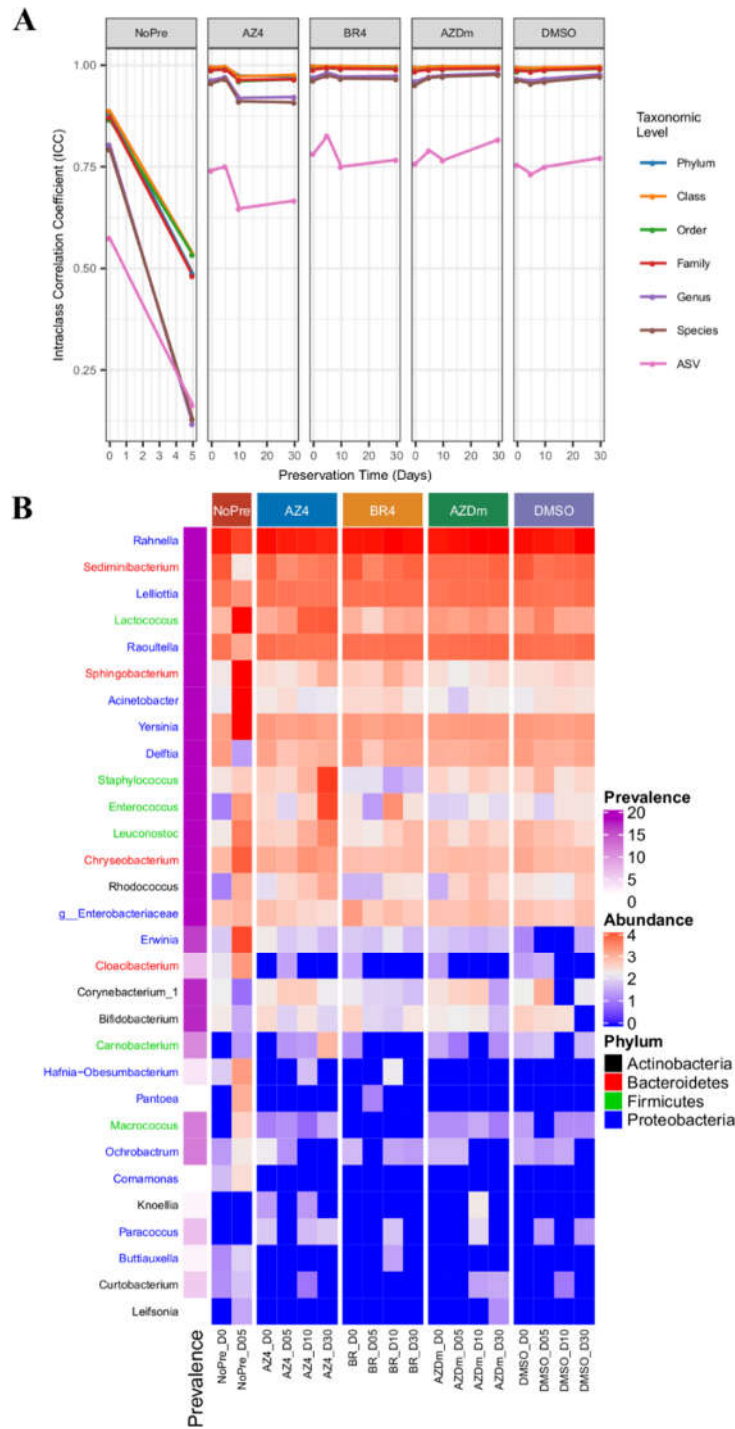 A
NoPre AZ4 BR4 AZDm DMSO
1.00
0.75
0.50
0.25
Intraclass Correlation Coefficient (ICC)
0 1 2 3 4 5 0 10 20 30 0 10 20 30 0 10 20 30 0 10 20 30
Preservation Time (Days)
Taxonomic
Level
Phylum
Class
Order
Family
Genus
Species
ASV
B
NoPre AZ4 BR4 AZDm DMSO
Rahnella
Sediminibacterium
Lelliottia
Lactococcus
Raoultella
Sphingobacterium
Acinetobacter
Yersinia
Delftia
Staphylococcus
Enterococcus
Leuconostoc
Chryseobacterium
Rhodococcus
g__Enterobacteriaceae
Erwinia
Cloacibacterium
Corynebacterium_1
Bifidobacterium
Carnobacterium
Hafnia-Obesumbacterium
Pantoea
Macrococcus
Ochrobactrum
Comamonas
Knoellia
Paracoccus
Buttiauxella
Curtobacterium
Leifsonia
Prevalence
20
15
10
5
0
Abundance
4
3
2
1
0
Phylum
Actinobacteria
Bacteroidetes
Firmicutes
Proteobacteria
Prevalence
NoPre_D0
NoPre_D05
AZ4_D0
AZ4_D05
AZ4_D10
AZ4_D30
BR_D0
BR_D05
BR_D10
BR_D30
AZDm_D0
AZDm_D05
AZDm_D10
AZDm_D30
DMSO_D0
DMSO_D05
DMSO_D10
DMSO_D30